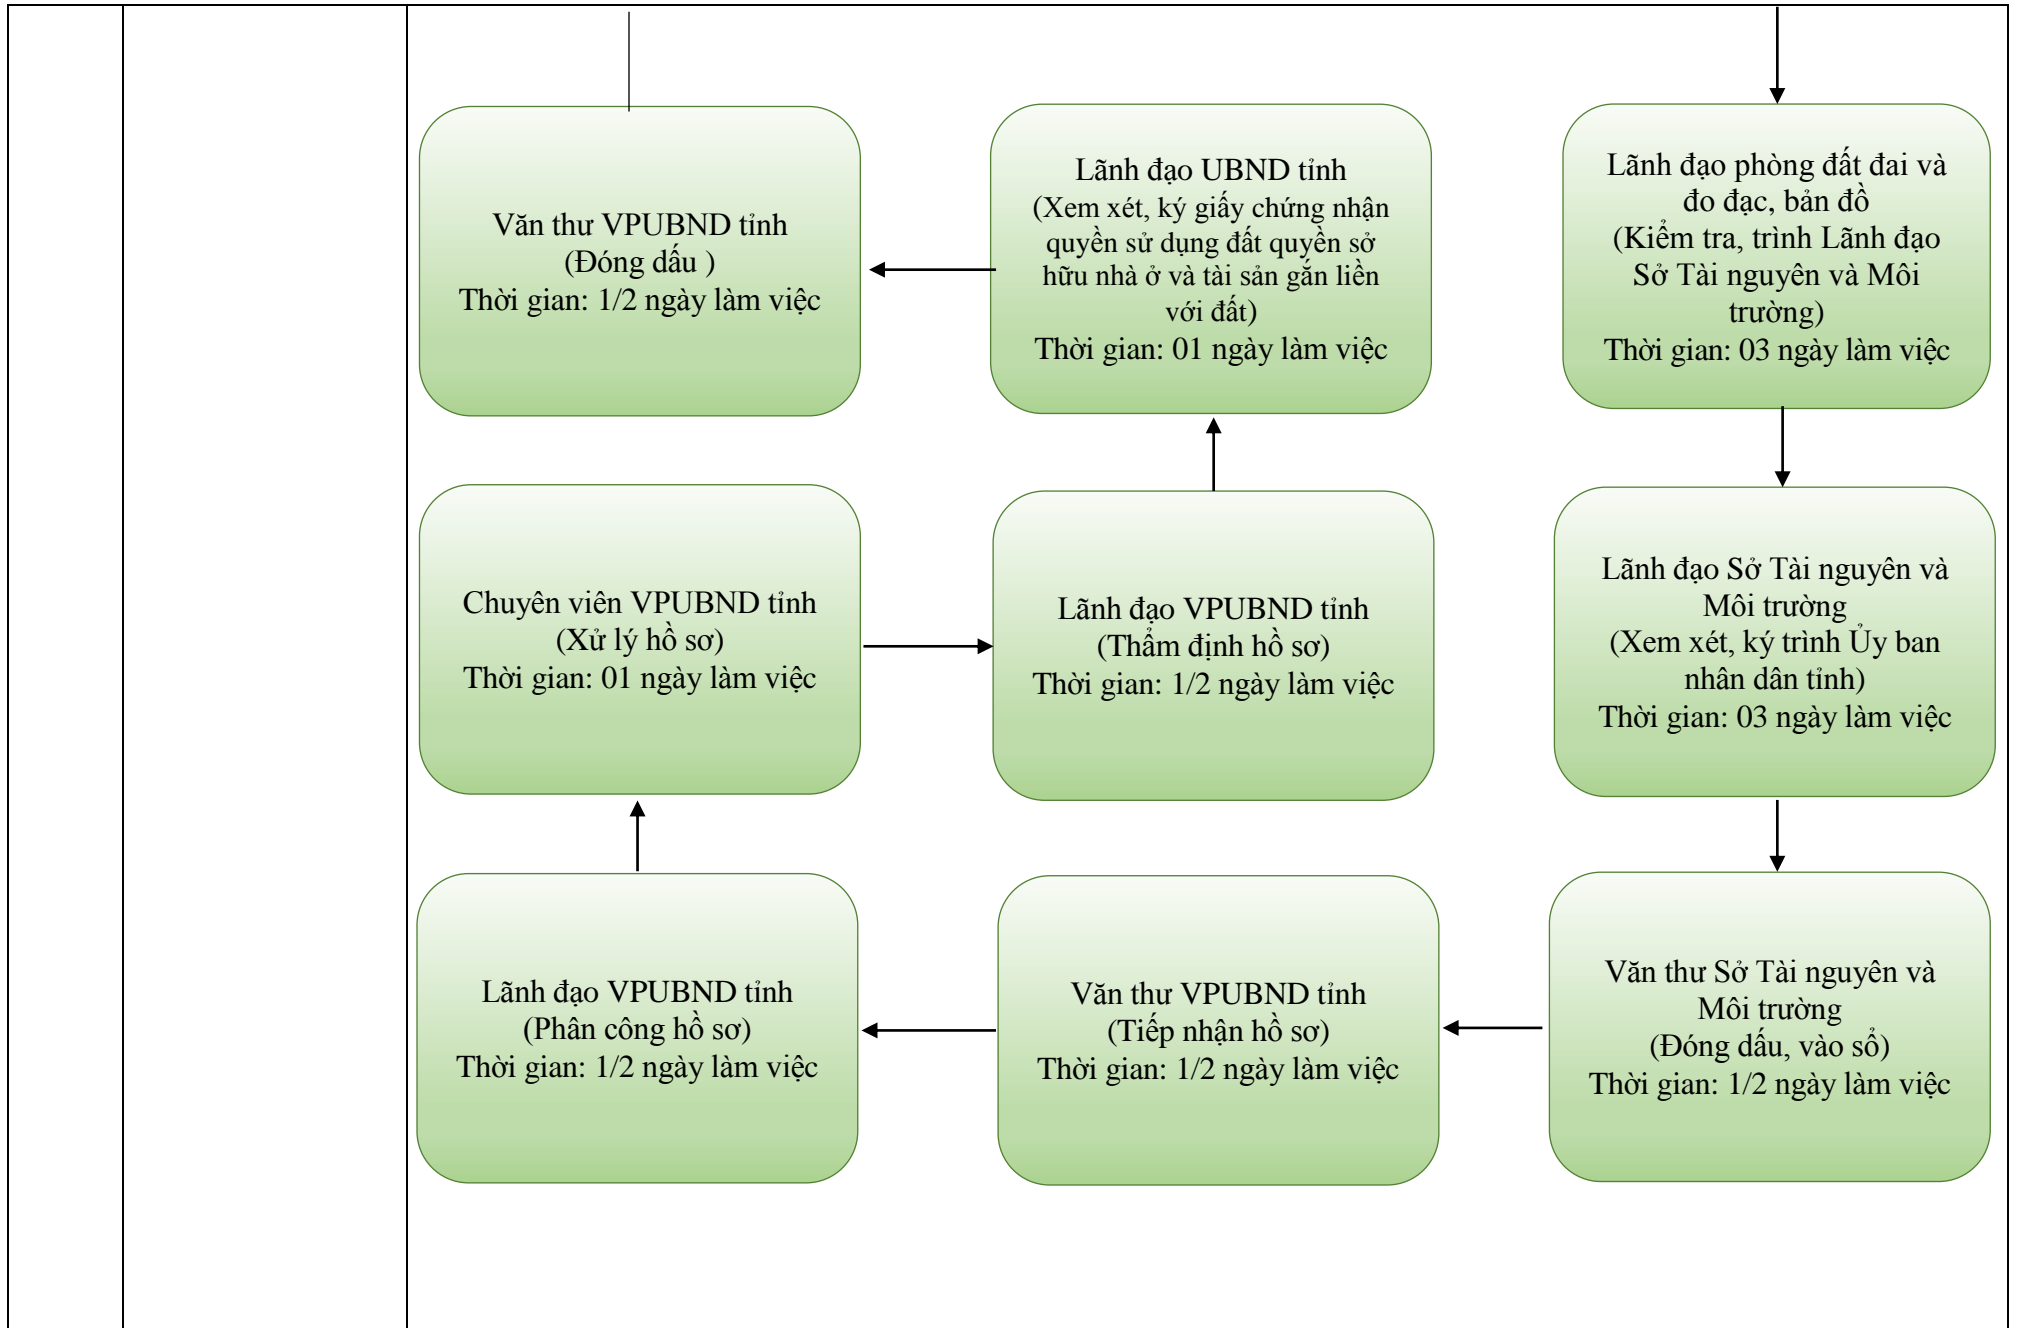 Văn thư VPUBND tỉnh
(Đóng dấu )
Thời gian: 1/2 ngày làm việc
Lãnh đạo UBND tỉnh
(Xem xét, ký giấy chứng nhận
quyền sử dụng đất quyền sở
hữu nhà ở và tài sản gắn liền
với đất)
Thời gian: 01 ngày làm việc
Lãnh đạo phòng đất đai và
đo đạc, bản đồ
(Kiểm tra, trình Lãnh đạo
Sở Tài nguyên và Môi
trường)
Thời gian: 03 ngày làm việc
Chuyên viên VPUBND tỉnh
(Xử lý hồ sơ)
Thời gian: 01 ngày làm việc
Lãnh đạo VPUBND tỉnh
(Thẩm định hồ sơ)
Thời gian: 1/2 ngày làm việc
Lãnh đạo Sở Tài nguyên và
Môi trường
(Xem xét, ký trình Ủy ban
nhân dân tỉnh)
Thời gian: 03 ngày làm việc
Lãnh đạo VPUBND tỉnh
(Phân công hồ sơ)
Thời gian: 1/2 ngày làm việc
Văn thư VPUBND tỉnh
(Tiếp nhận hồ sơ)
Thời gian: 1/2 ngày làm việc
Văn thư Sở Tài nguyên và
Môi trường
(Đóng dấu, vào sổ)
Thời gian: 1/2 ngày làm việc